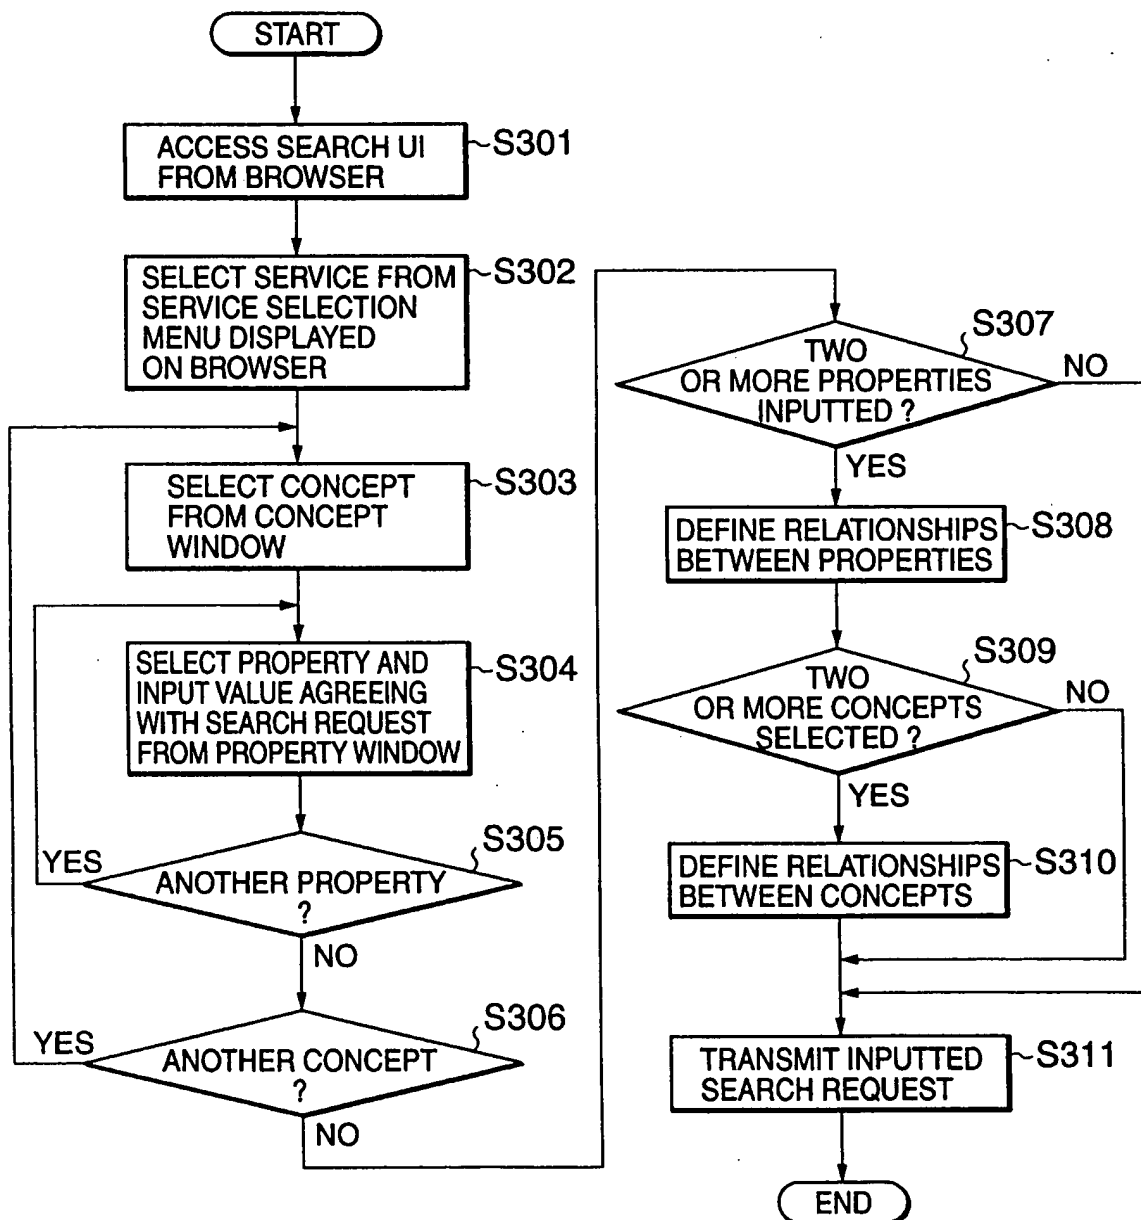 START
ACCESS SEARCH UI
FROM BROWSER
S301
SELECT SERVICE FROM
SERVICE SELECTION
MENU DISPLAYED
ON BROWSER
S302
SELECT CONCEPT
FROM CONCEPT
WINDOW
S303
SELECT PROPERTY AND
INPUT VALUE AGREEING
WITH SEARCH REQUEST
FROM PROPERTY WINDOW
S304
S305
YES
ANOTHER PROPERTY
?
NO
S306
YES
ANOTHER CONCEPT
?
NO
S307
TWO
OR MORE PROPERTIES
INPUTTED ?
NO
YES
DEFINE RELATIONSHIPS
BETWEEN PROPERTIES
S308
S309
TWO
OR MORE CONCEPTS
SELECTED ?
NO
YES
DEFINE RELATIONSHIPS
BETWEEN CONCEPTS
S310
TRANSMIT INPUTTED
SEARCH REQUEST
S311
END